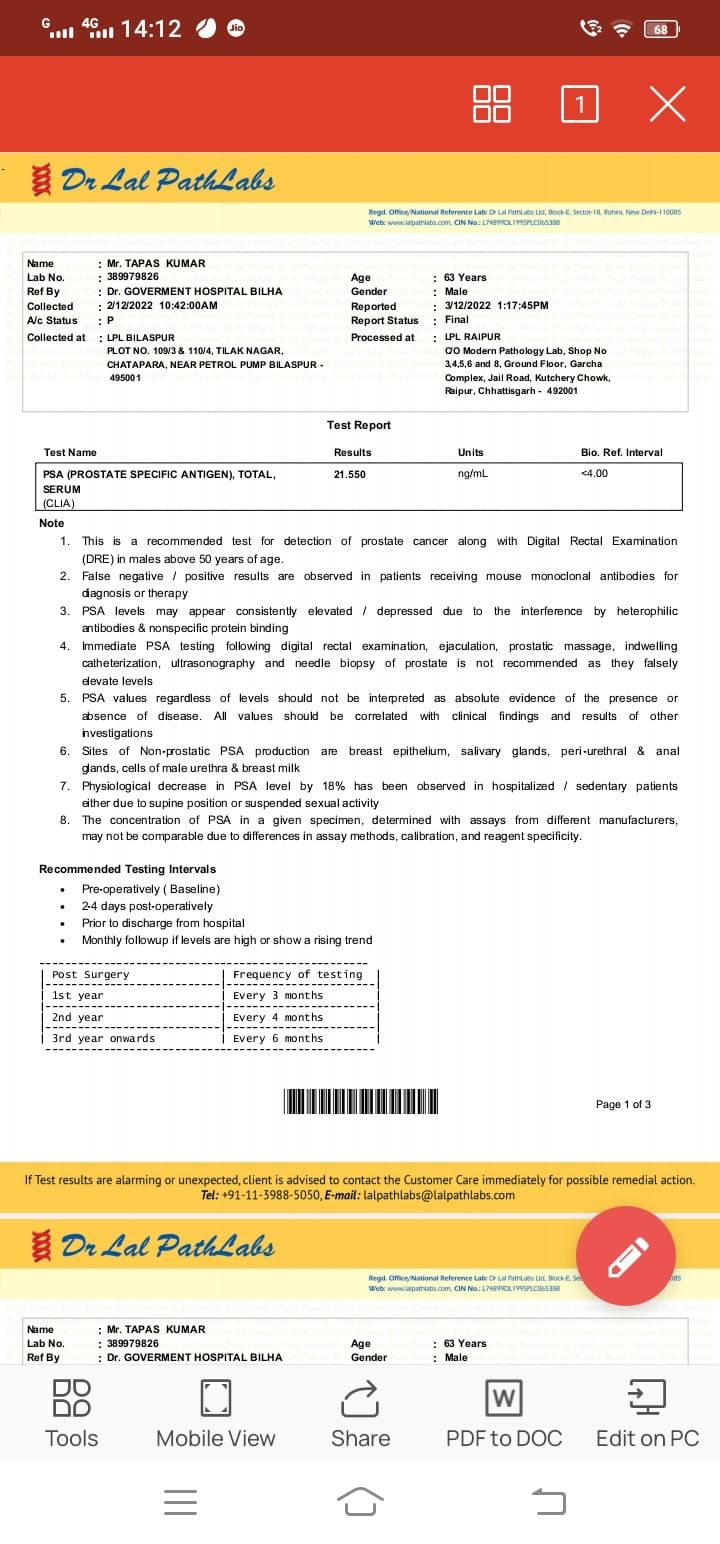 G 4G 14:12 Jio 2 68
1
Dr Lal PathLabs
Regd. Office/National Reference Lab: Dr Lal PathLabs Ltd, Block-E, Sector-18, Rohini, New Delhi-110085
Web: www.lalpathlabs.com, CIN No.: L74899DL1995PLC065388
Name : Mr. TAPAS KUMAR
Lab No. : 389979826 Age : 63 Years
Ref By : Dr. GOVERMENT HOSPITAL BILHA Gender : Male
Collected : 2/12/2022 10:42:00AM Reported : 3/12/2022 1:17:45PM
A/c Status : P Report Status : Final
Collected at : LPL BILASPUR Processed at : LPL RAIPUR
PLOT NO. 109/3 & 110/4, TILAK NAGAR, C/O Modern Pathology Lab, Shop No
CHATAPARA, NEAR PETROL PUMP BILASPUR - 3,4,5,6 and 8, Ground Floor, Garcha
495001 Complex, Jail Road, Kutchery Chowk,
Raipur, Chhattisgarh - 492001
Test Report
Test Name Results Units Bio. Ref. Interval
PSA (PROSTATE SPECIFIC ANTIGEN), TOTAL, 21.550 ng/mL <4.00
SERUM
(CLIA)
Note
1. This is a recommended test for detection of prostate cancer along with Digital Rectal Examination
(DRE) in males above 50 years of age.
2. False negative / positive results are observed in patients receiving mouse monoclonal antibodies for
diagnosis or therapy
3. PSA levels may appear consistently elevated / depressed due to the interference by heterophilic
antibodies & nonspecific protein binding
4. Immediate PSA testing following digital rectal examination, ejaculation, prostatic massage, indwelling
catheterization, ultrasonography and needle biopsy of prostate is not recommended as they falsely
elevate levels
5. PSA values regardless of levels should not be interpreted as absolute evidence of the presence or
absence of disease. All values should be correlated with clinical findings and results of other
investigations
6. Sites of Non-prostatic PSA production are breast epithelium, salivary glands, peri-urethral & anal
glands, cells of male urethra & breast milk
7. Physiological decrease in PSA level by 18% has been observed in hospitalized / sedentary patients
either due to supine position or suspended sexual activity
8. The concentration of PSA in a given specimen, determined with assays from different manufacturers,
may not be comparable due to differences in assay methods, calibration, and reagent specificity.
Recommended Testing Intervals
• Pre-operatively ( Baseline)
• 2-4 days post-operatively
• Prior to discharge from hospital
• Monthly followup if levels are high or show a rising trend
Post Surgery | Frequency of testing
1st year | Every 3 months
2nd year | Every 4 months
3rd year onwards | Every 6 months
Page 1 of 3
If Test results are alarming or unexpected, client is advised to contact the Customer Care immediately for possible remedial action.
Tel: +91-11-3988-5050, E-mail: lalpathlabs@lalpathlabs.com
Dr Lal PathLabs
Regd. Office/National Reference Lab: Dr Lal PathLabs Ltd, Block-E,
Web: www.lalpathlabs.com, CIN No.: L74899DL1995PLC065388
Name : Mr. TAPAS KUMAR
Lab No. : 389979826 Age : 63 Years
Ref By : Dr. GOVERMENT HOSPITAL BILHA Gender : Male
W
Tools Mobile View Share PDF to DOC Edit on PC